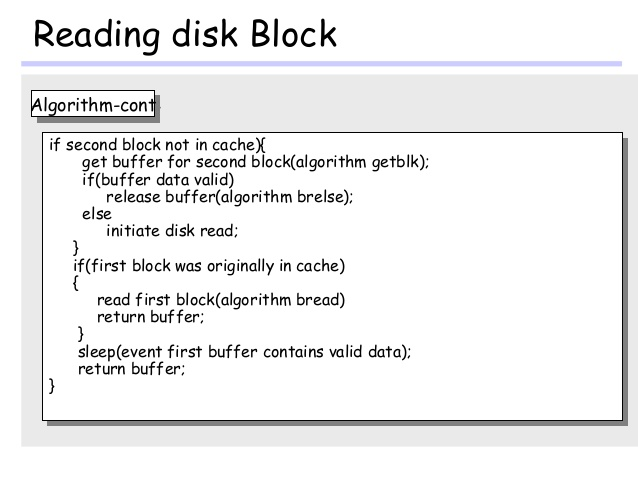 Reading disk Block
Algorithm-cont
if second block not in cache){
get buffer for second block(algorithm getblk);
if(buffer data valid)
release buffer(algorithm brelse);
else
initiate disk read;
}
if(first block was originally in cache)
{
read first block(algorithm bread)
return buffer;
}
sleep(event first buffer contains valid data);
return buffer;
}